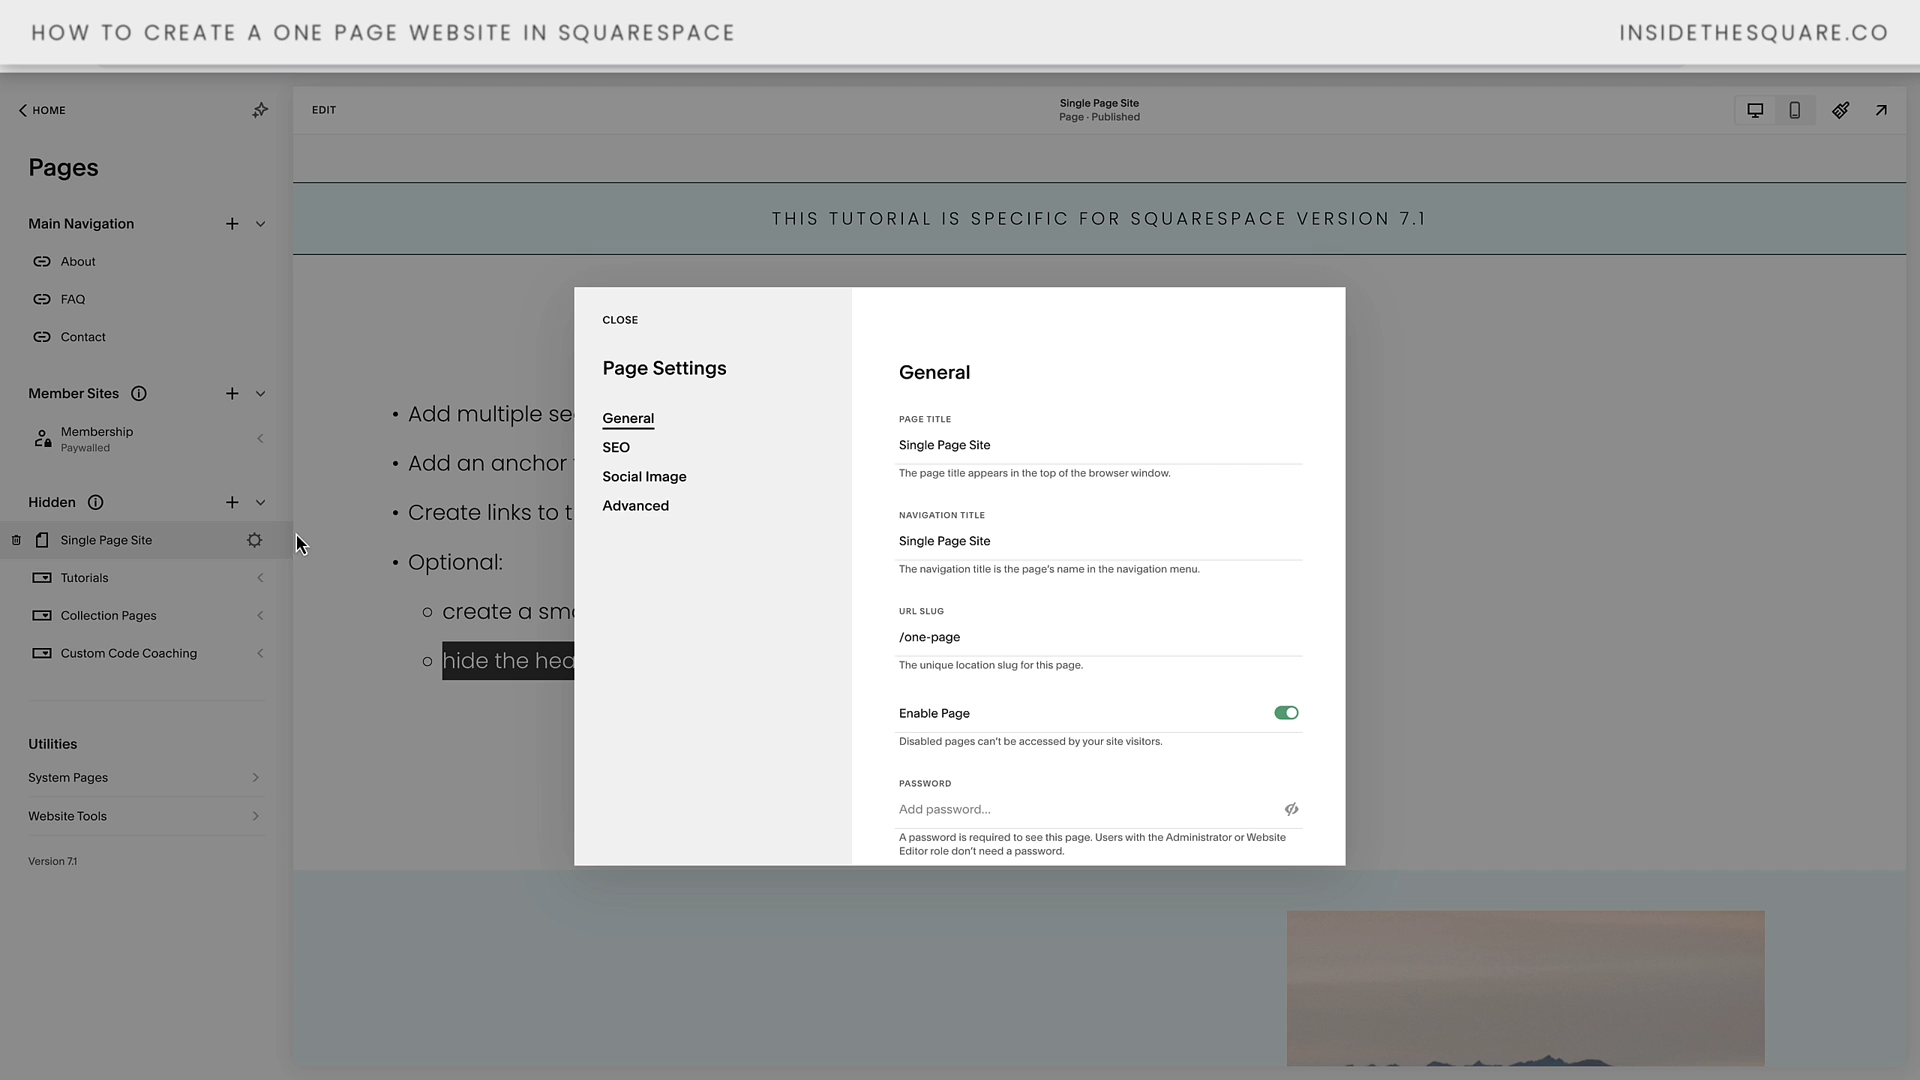 HOW TO CREATE A ONE PAGE WEBSITE IN SQUARESPACE
INSIDETHESQUARE.CO
HOME
EDIT
Single Page Site
Page · Published
Pages
Main Navigation
About
FAQ
Contact
Member Sites
Membership
Paywalled
Hidden
Single Page Site
Tutorials
Collection Pages
Custom Code Coaching
Utilities
System Pages
Website Tools
Version 7.1
THIS TUTORIAL IS SPECIFIC FOR SQUARESPACE VERSION 7.1
• Add multiple se
• Add an anchor
• Create links to t
• Optional:
○ create a smo
○ hide the hea
CLOSE
Page Settings
General
SEO
Social Image
Advanced
General
PAGE TITLE
Single Page Site
The page title appears in the top of the browser window.
NAVIGATION TITLE
Single Page Site
The navigation title is the page's name in the navigation menu.
URL SLUG
/one-page
The unique location slug for this page.
Enable Page
Disabled pages can't be accessed by your site visitors.
PASSWORD
Add password...
A password is required to see this page. Users with the Administrator or Website
Editor role don't need a password.